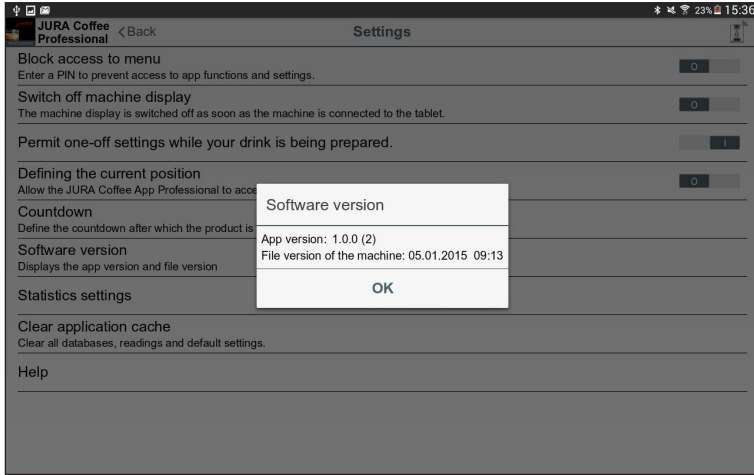 23% 15:36
JURA Coffee
Professional
Back
Settings
Block access to menu
Enter a PIN to prevent access to app functions and settings.
O
Switch off machine display
The machine display is switched off as soon as the machine is connected to the tablet.
O
Permit one-off settings while your drink is being prepared.
I
Defining the current position
Allow the JURA Coffee App Professional to acce
O
Countdown
Define the countdown after which the product is
Software version
Displays the app version and file version
Statistics settings
Clear application cache
Clear all databases, readings and default settings.
Help
Software version
App version: 1.0.0 (2)
File version of the machine: 05.01.2015 09:13
OK